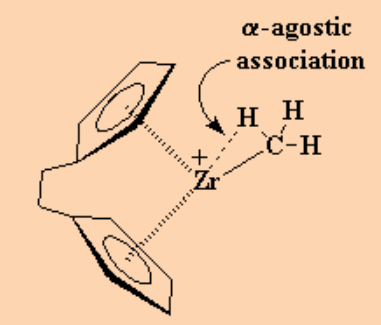 α-agostic
association
H H
C-H
+
Zr